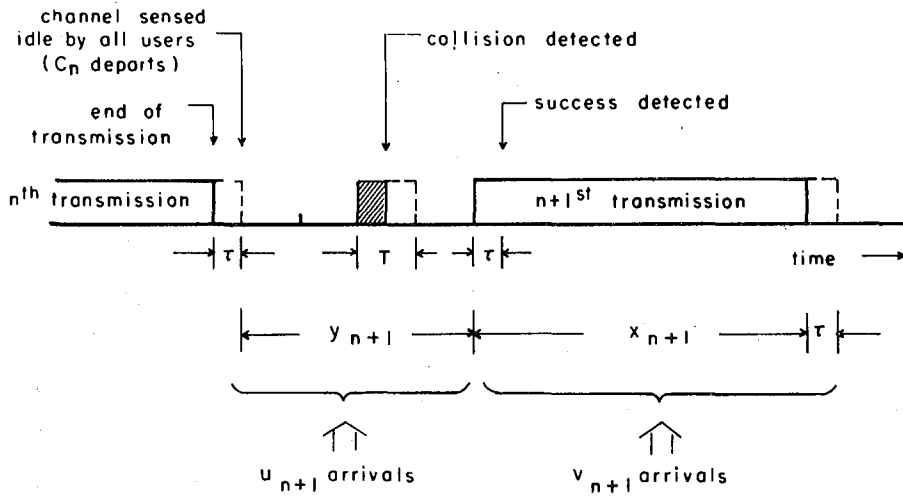 channel sensed
idle by all users
(Cn departs)
collision detected
end of
transmission
success detected
nth transmission
n+1st transmission
τ
T
τ
time
yn+1
xn+1
τ
un+1 arrivals
vn+1 arrivals